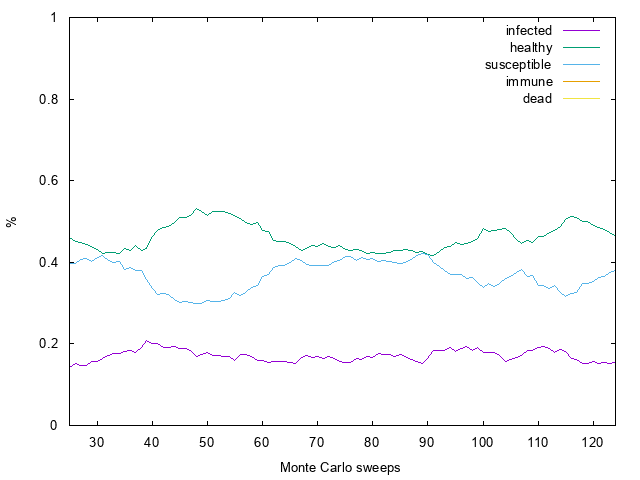 1
0.8
0.6
0.4
0.2
0
%
infected
healthy
susceptible
immune
dead
30 40 50 60 70 80 90 100 110 120
Monte Carlo sweeps